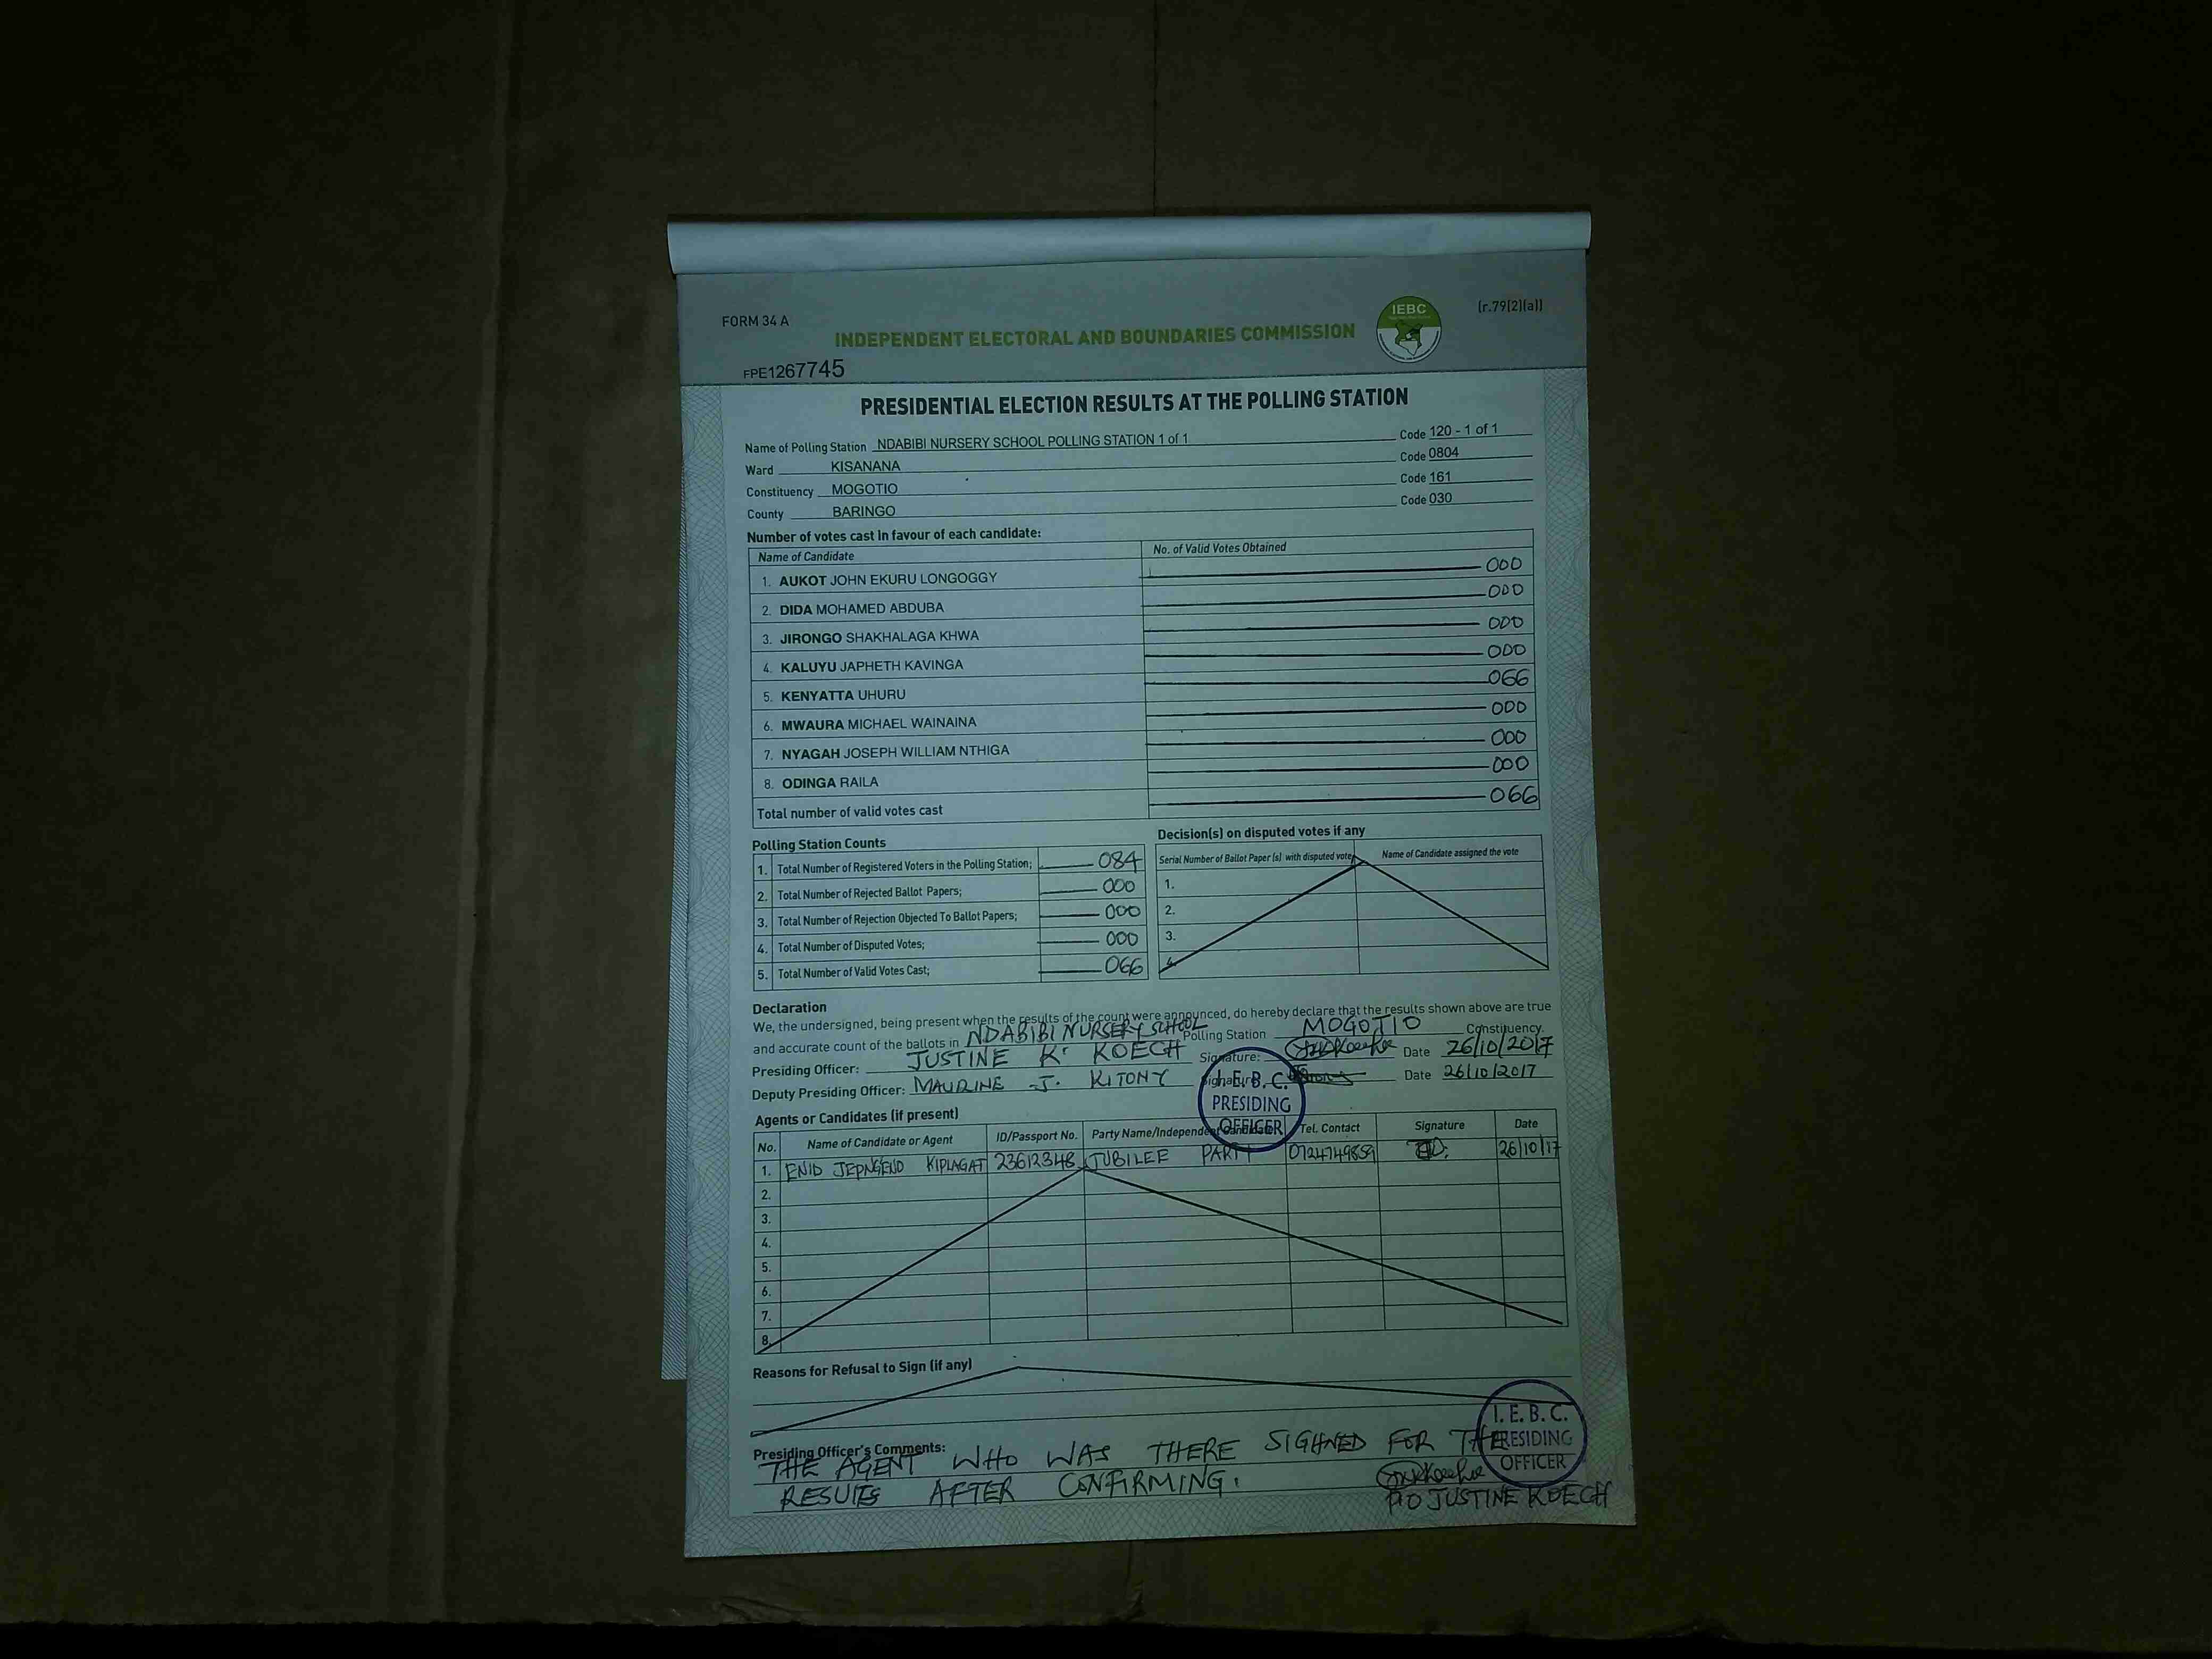 FORM 34 A
IEBC
(r.79(2)(a))
INDEPENDENT ELECTORAL AND BOUNDARIES COMMISSION
FPE1267745
PRESIDENTIAL ELECTION RESULTS AT THE POLLING STATION
Name of Polling Station NDABIBI NURSERY SCHOOL POLLING STATION 1 of 1 Code 120 - 1 of 1
Ward KISANANA Code 0804
Constituency MOGOTIO Code 161
County BARINGO Code 030
Number of votes cast in favour of each candidate:
Name of Candidate No. of Valid Votes Obtained
1. AUKOT JOHN EKURU LONGOGGY 000
2. DIDA MOHAMED ABDUBA 000
3. JIRONGO SHAKHALAGA KHWA 000
4. KALUYU JAPHETH KAVINGA 000
5. KENYATTA UHURU 066
6. MWAURA MICHAEL WAINAINA 000
7. NYAGAH JOSEPH WILLIAM NTHIGA 000
8. ODINGA RAILA 000
Total number of valid votes cast 066
Polling Station Counts
1. Total Number of Registered Voters in the Polling Station; 084
2. Total Number of Rejected Ballot Papers; 000
3. Total Number of Rejection Objected To Ballot Papers; 000
4. Total Number of Disputed Votes; 000
5. Total Number of Valid Votes Cast; 066
Decision(s) on disputed votes if any
Serial Number of Ballot Paper (s) with disputed vote Name of Candidate assigned the vote
1.
2.
3.
4.
Declaration
We, the undersigned, being present when the results of the count were announced, do hereby declare that the results shown above are true
and accurate count of the ballots in NDABIBI NURSERY SCHOOL Polling Station MOGOTIO Constituency.
Presiding Officer: JUSTINE K. KOECH Signature: Date 26/10/2017
Deputy Presiding Officer: MAURINE J. KITONY Signature: Date 26/10/2017
I. E. B. C.
PRESIDING
OFFICER
Agents or Candidates (if present)
No. Name of Candidate or Agent ID/Passport No. Party Name/Independent Candidate Tel. Contact Signature Date
1. ENID JEPNGENO KIPLAGAT 23612348 JUBILEE PARTY 0724749859 26/10/17
2.
3.
4.
5.
6.
7.
8.
Reasons for Refusal to Sign (if any)
Presiding Officer's Comments:
THE AGENT WHO WAS THERE SIGHNED FOR THE
RESULTS AFTER CONFIRMING.
I. E. B. C.
PRESIDING
OFFICER
P.O JUSTINE KOECH